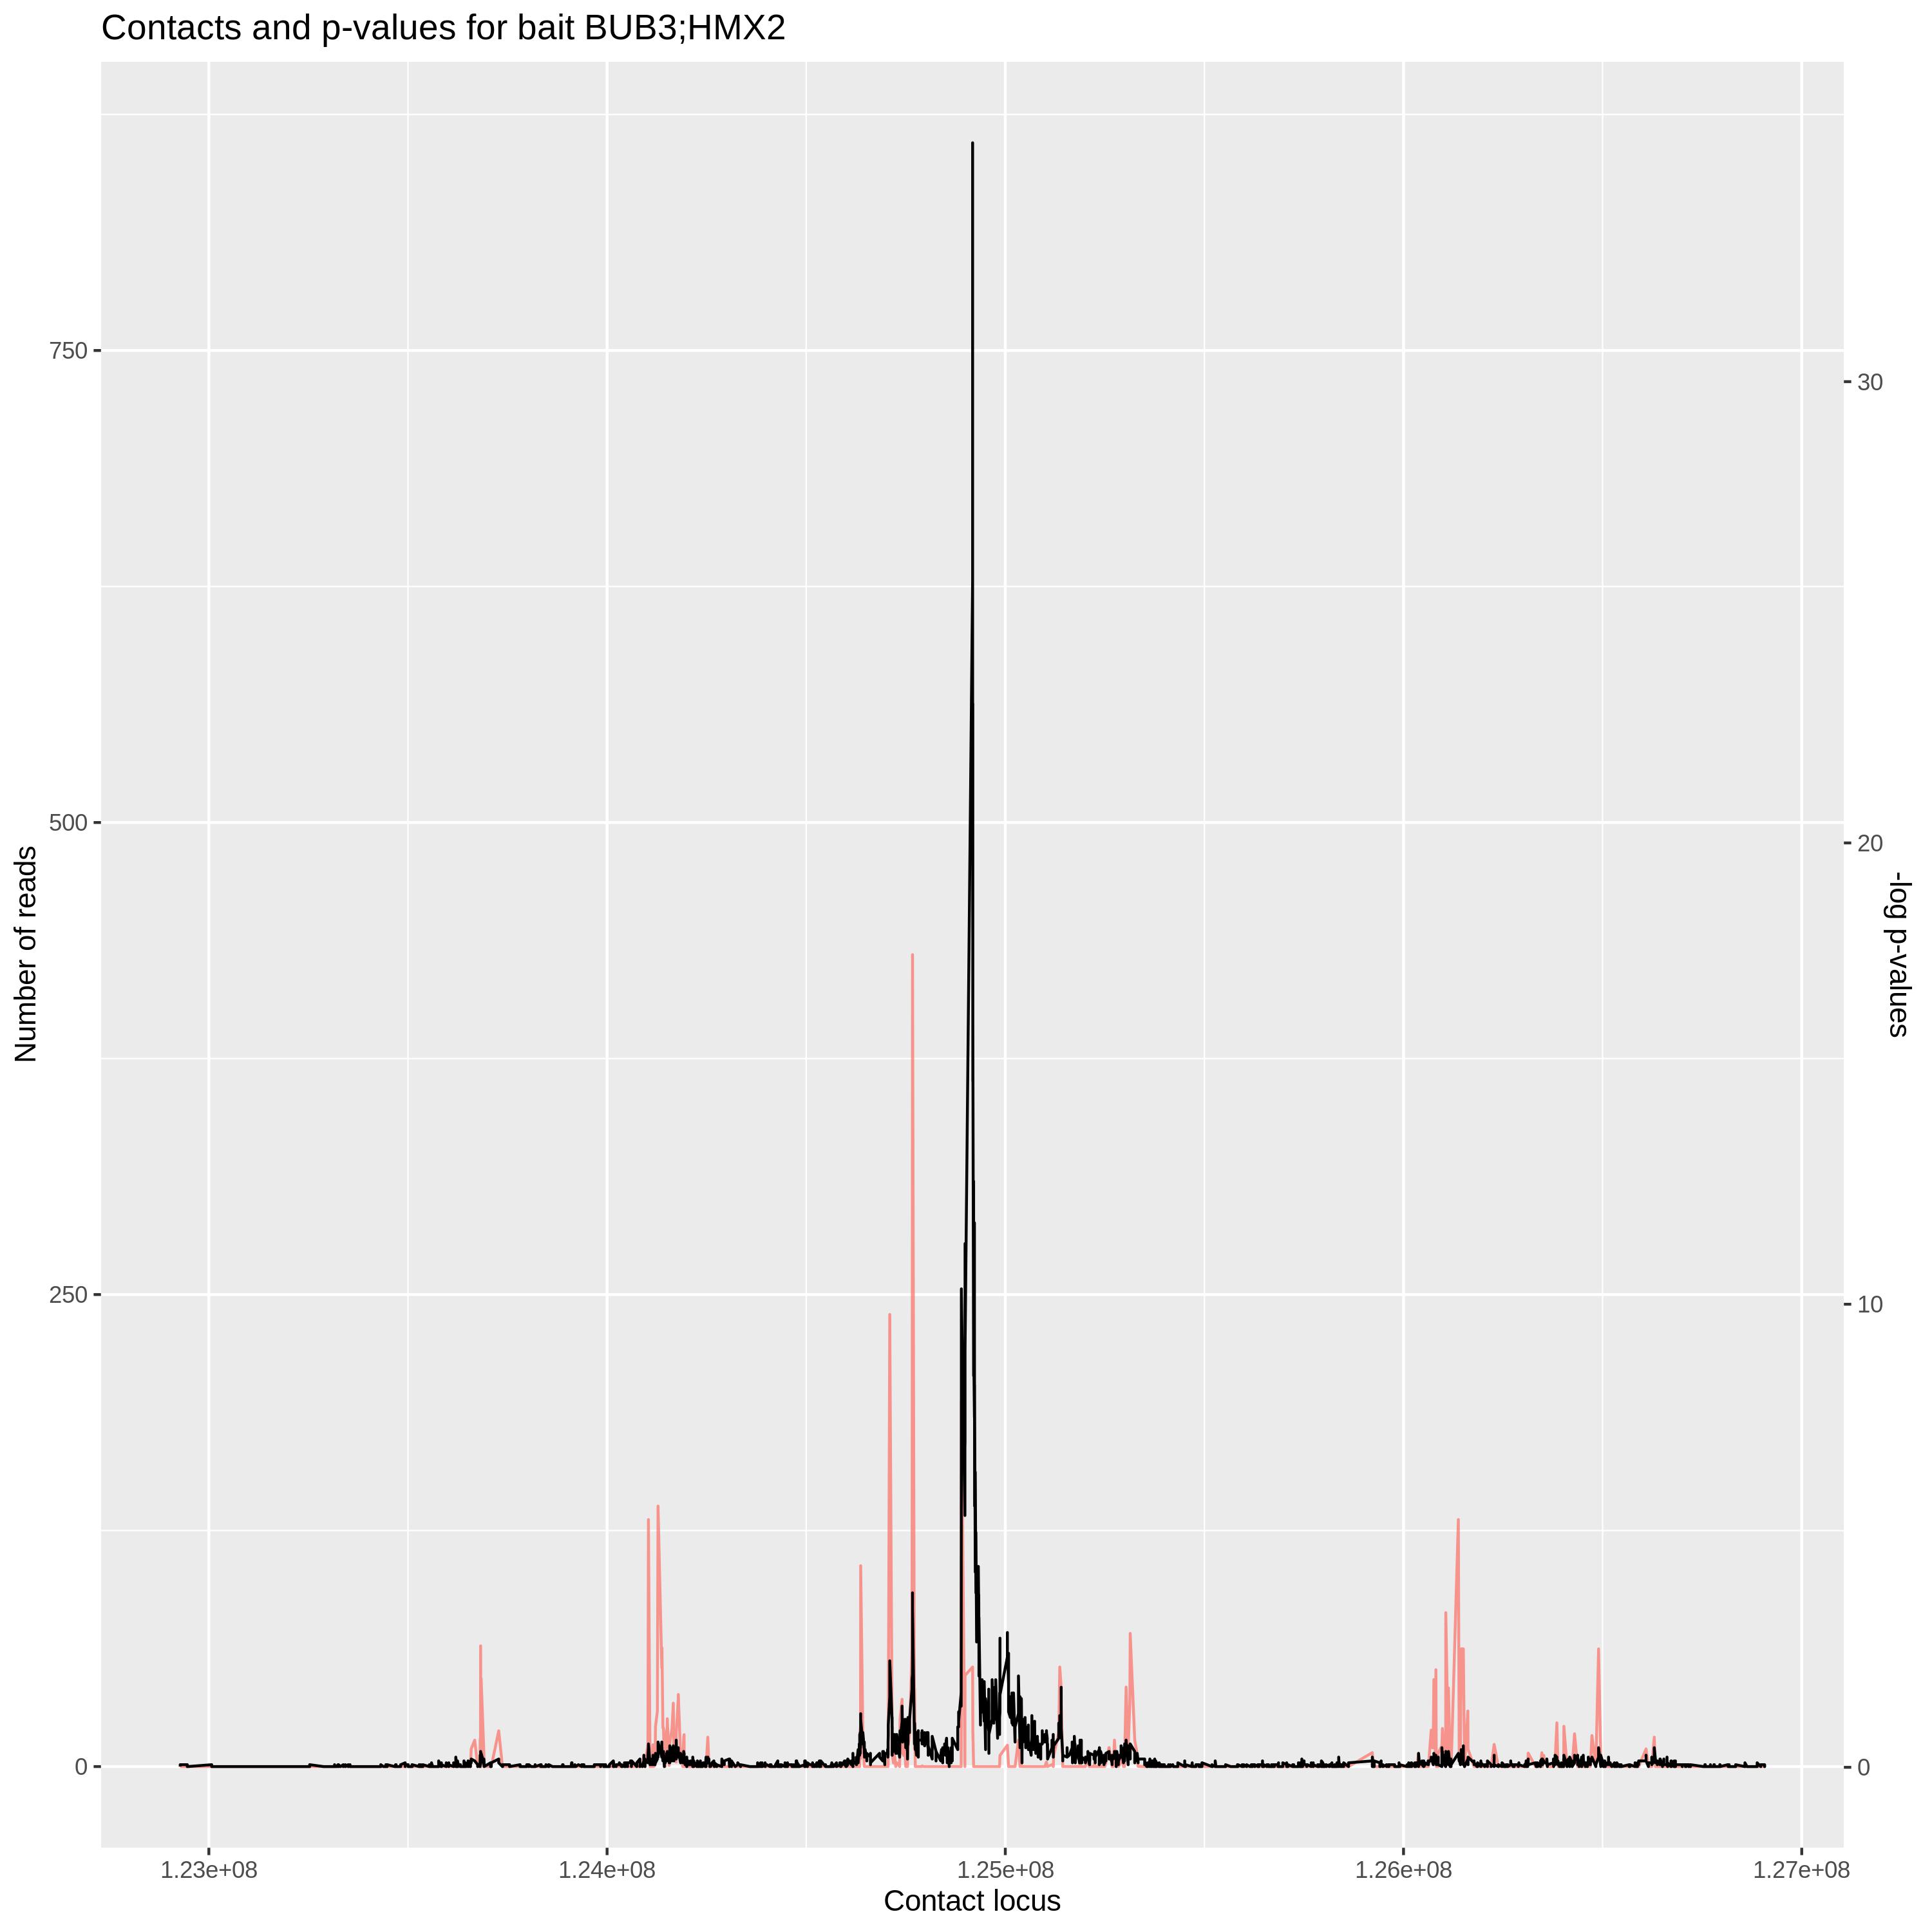 Contacts and p-values for bait BUB3;HMX2
750
500
250
0
Number of reads
30
20
10
0
-log p-values
1.23e+08
1.24e+08
1.25e+08
1.26e+08
1.27e+08
Contact locus